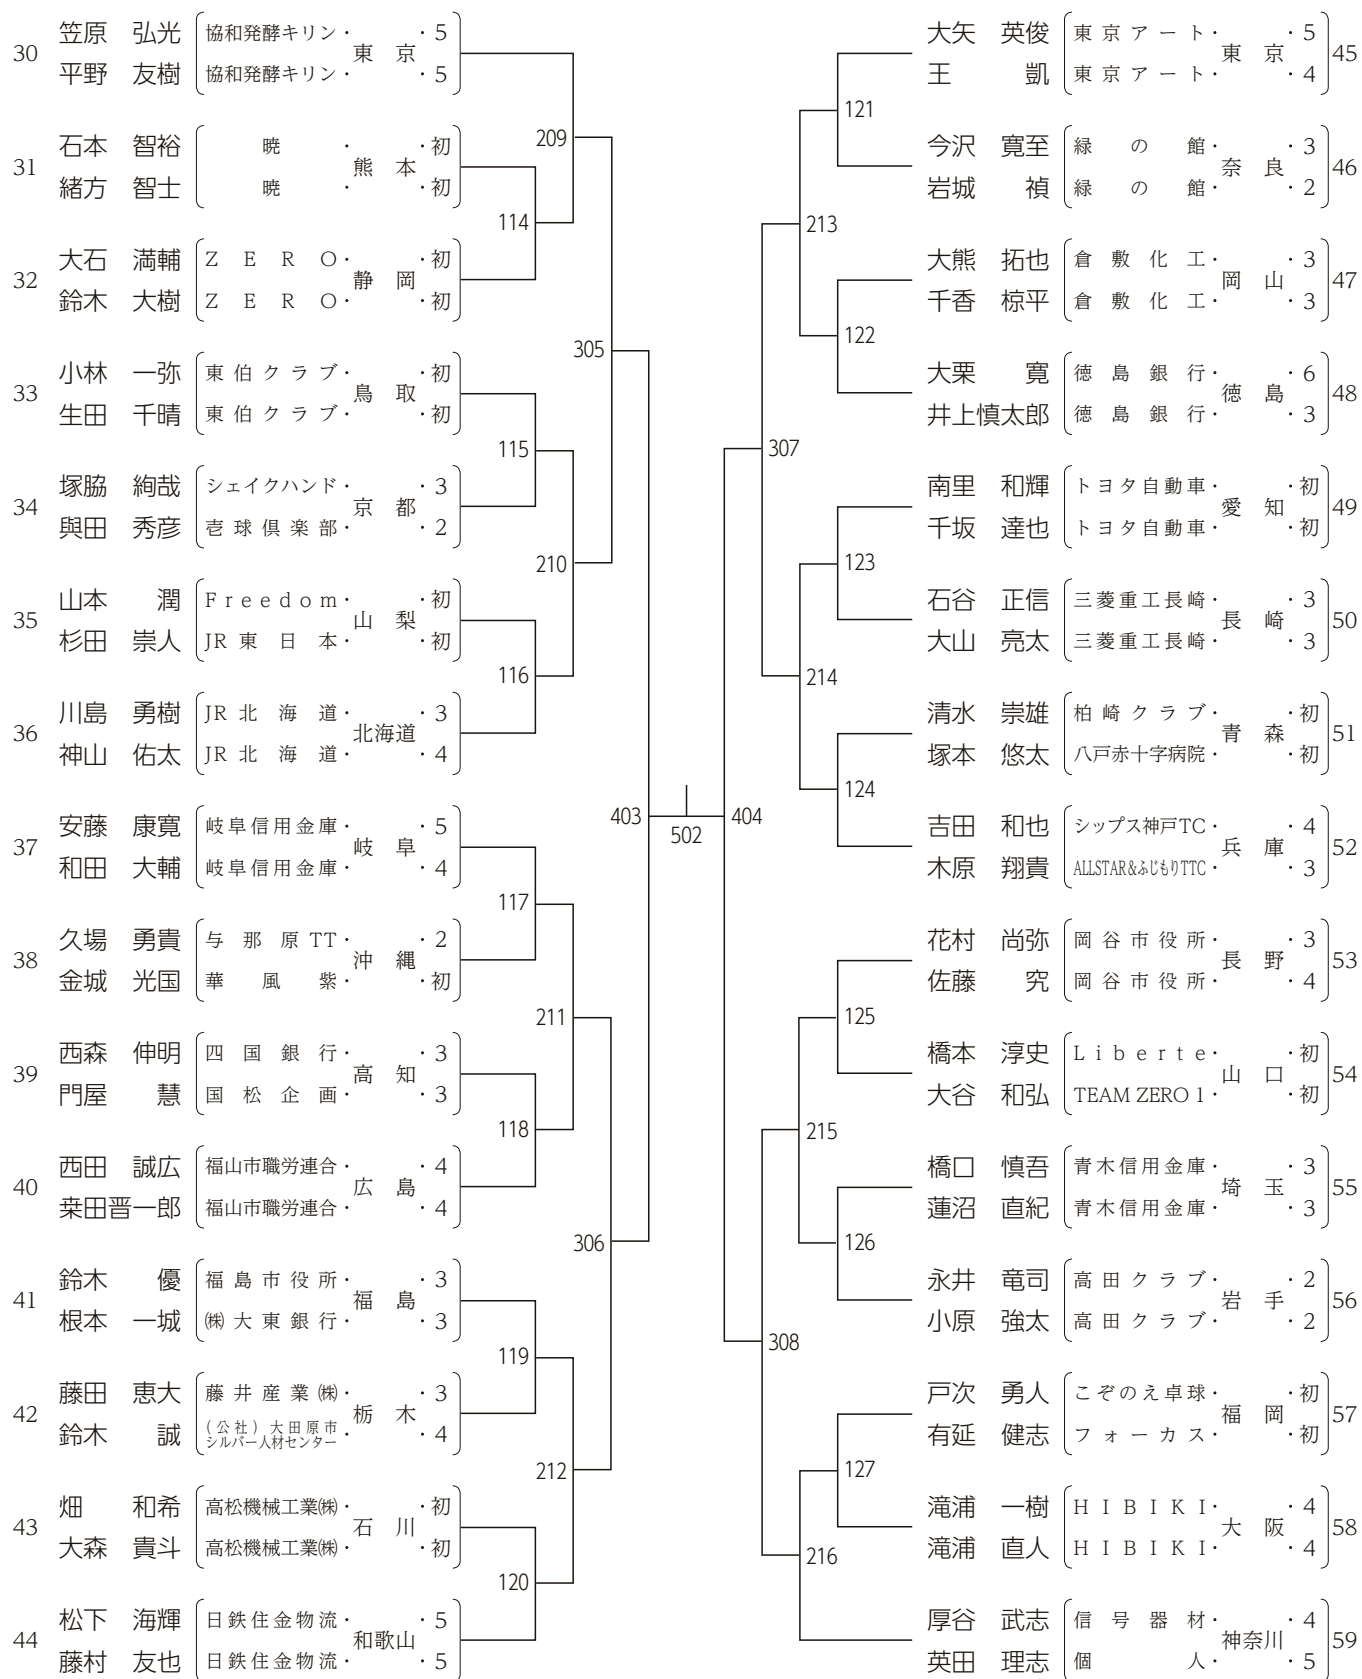 30
笠原 弘光 協和発酵キリン・ 東京 ・5
平野 友樹 協和発酵キリン・ ・5
31
石本 智裕 暁 ・ 熊本 ・初
緒方 智士 暁 ・ ・初
32
大石 満輔 ZERO・ 静岡 ・初
鈴木 大樹 ZERO・ ・初
33
小林 一弥 東伯クラブ・ 鳥取 ・初
生田 千晴 東伯クラブ・ ・初
34
塚脇 絢哉 シェイクハンド・ 京都 ・3
與田 秀彦 壱球倶楽部・ ・2
35
山本 潤 Freedom・ 山梨 ・初
杉田 崇人 JR東日本・ ・初
36
川島 勇樹 JR北海道・ 北海道 ・3
神山 佑太 JR北海道・ ・4
37
安藤 康寛 岐阜信用金庫・ 岐阜 ・5
和田 大輔 岐阜信用金庫・ ・4
38
久場 勇貴 与那原TT・ 沖縄 ・2
金城 光国 華風紫・ ・初
39
西森 伸明 四国銀行・ 高知 ・3
門屋 慧 国松企画・ ・3
40
西田 誠広 福山市職労連合・ 広島 ・4
桒田晋一郎 福山市職労連合・ ・4
41
鈴木 優 福島市役所・ 福島 ・3
根本 一城 ㈱大東銀行・ ・3
42
藤田 恵大 藤井産業㈱・ 栃木 ・3
鈴木 誠 (公社)大田原市シルバー人材センター・ ・4
43
畑 和希 高松機械工業㈱・ 石川 ・初
大森 貴斗 高松機械工業㈱・ ・初
44
松下 海輝 日鉄住金物流・ 和歌山 ・5
藤村 友也 日鉄住金物流・ ・5
209
114
305
115
210
116
403
117
211
118
306
119
212
120
502
404
121
213
122
307
123
214
124
125
215
126
308
127
216
大矢 英俊 東京アート・ 東京 ・5
王 凱 東京アート・ ・4
45
今沢 寛至 緑の館・ 奈良 ・3
岩城 禎 緑の館・ ・2
46
大熊 拓也 倉敷化工・ 岡山 ・3
千香 椋平 倉敷化工・ ・3
47
大栗 寛 徳島銀行・ 徳島 ・6
井上慎太郎 徳島銀行・ ・3
48
南里 和輝 トヨタ自動車・ 愛知 ・初
千坂 達也 トヨタ自動車・ ・初
49
石谷 正信 三菱重工長崎・ 長崎 ・3
大山 亮太 三菱重工長崎・ ・3
50
清水 崇雄 柏崎クラブ・ 青森 ・初
塚本 悠太 八戸赤十字病院・ ・初
51
吉田 和也 シップス神戸TC・ 兵庫 ・4
木原 翔貴 ALLSTAR&ふじもりTTC・ ・3
52
花村 尚弥 岡谷市役所・ 長野 ・3
佐藤 究 岡谷市役所・ ・4
53
橋本 淳史 Liberte・ 山口 ・初
大谷 和弘 TEAM ZERO 1・ ・初
54
橋口 慎吾 青木信用金庫・ 埼玉 ・3
蓮沼 直紀 青木信用金庫・ ・3
55
永井 竜司 高田クラブ・ 岩手 ・2
小原 強太 高田クラブ・ ・2
56
戸次 勇人 こぞのえ卓球・ 福岡 ・初
有延 健志 フォーカス・ ・初
57
滝浦 一樹 HIBIKI・ 大阪 ・4
滝浦 直人 HIBIKI・ ・4
58
厚谷 武志 信号器材・ 神奈川 ・4
英田 理志 個人・ ・5
59